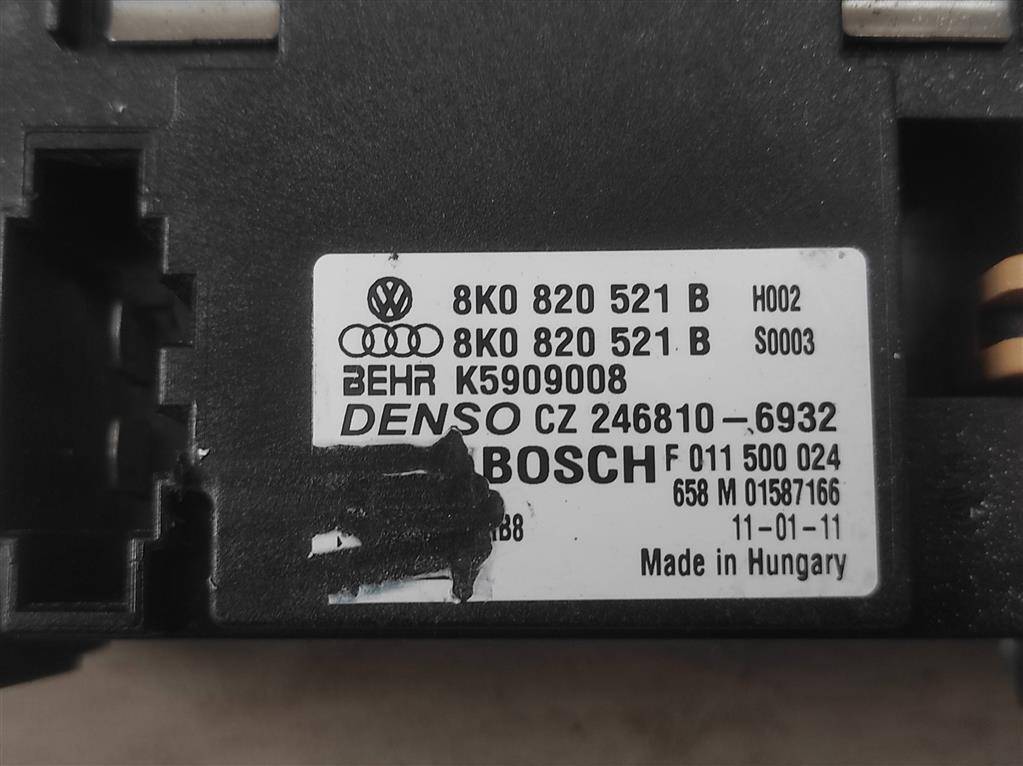 8K0 820 521 B H002
8K0 820 521 B S0003
BEHR K5909008
DENSO CZ 246810-6932
BOSCH F 011 500 024
658 M 01587166
11-01-11
Made in Hungary